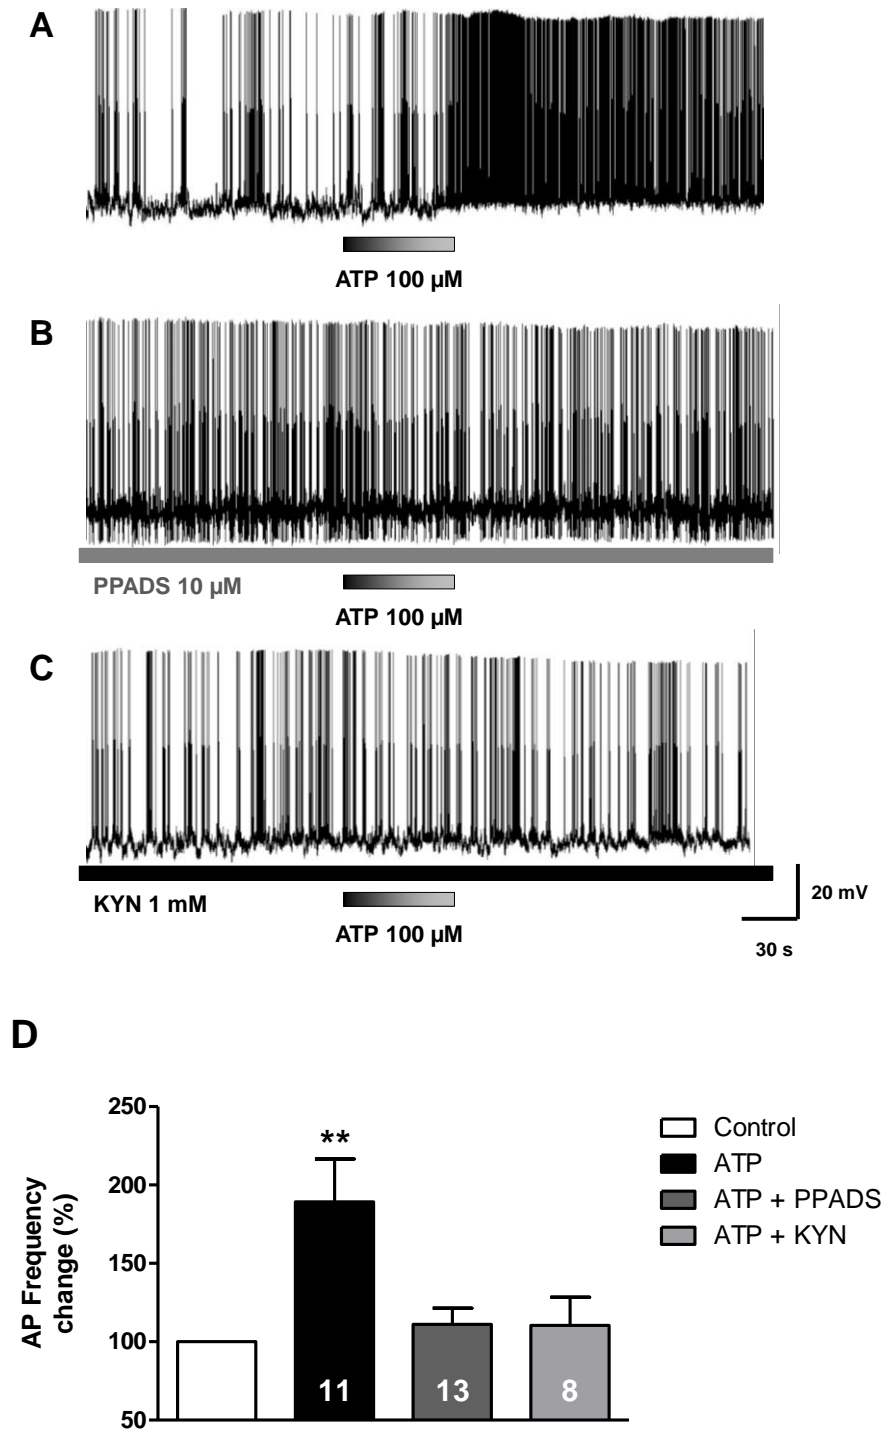 A
ATP 100 µM
B
PPADS 10 µM
ATP 100 µM
C
KYN 1 mM
ATP 100 µM
20 mV
30 s
D
AP Frequency
change (%)
250
200
150
100
50
**
11
13
8
Control
ATP
ATP + PPADS
ATP + KYN